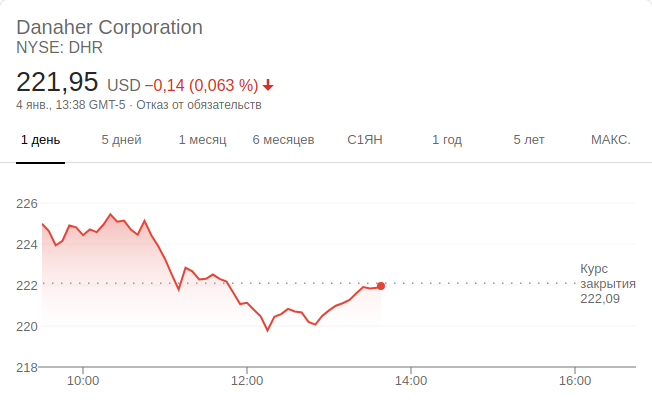 Danaher Corporation
NYSE: DHR
221,95 USD −0,14 (0,063 %)
4 янв., 13:38 GMT-5 · Отказ от обязательств
1 день 5 дней 1 месяц 6 месяцев С1ЯН 1 год 5 лет МАКС.
226
224
222
220
218
Курс
закрытия
222,09
10:00 12:00 14:00 16:00